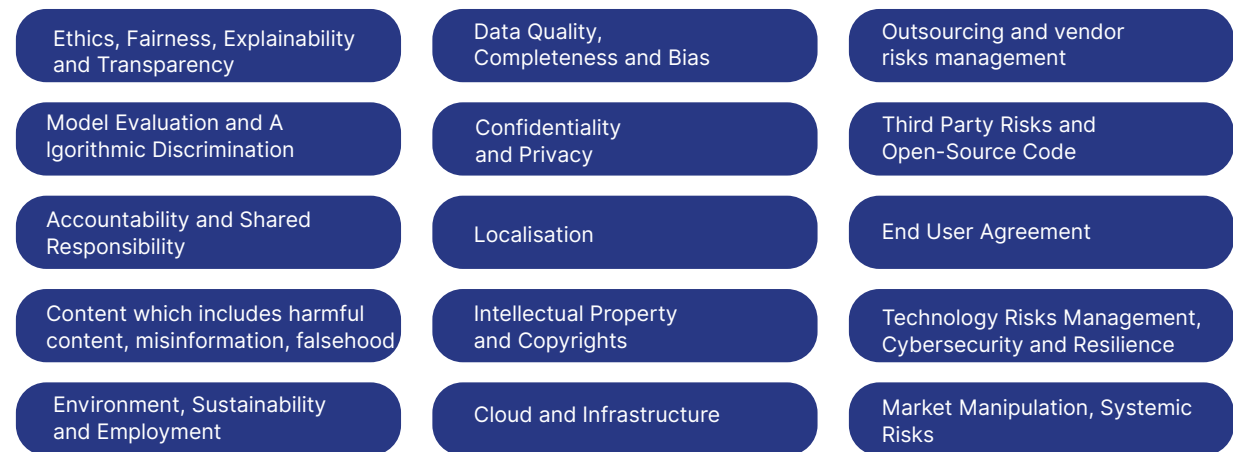 Ethics, Fairness, Explainability
and Transparency
Data Quality,
Completeness and Bias
Outsourcing and vendor
risks management
Model Evaluation and A
lgorithmic Discrimination
Confidentiality
and Privacy
Third Party Risks and
Open-Source Code
Accountability and Shared
Responsibility
Localisation
End User Agreement
Content which includes harmful
content, misinformation, falsehood
Intellectual Property
and Copyrights
Technology Risks Management,
Cybersecurity and Resilience
Environment, Sustainability
and Employment
Cloud and Infrastructure
Market Manipulation, Systemic
Risks